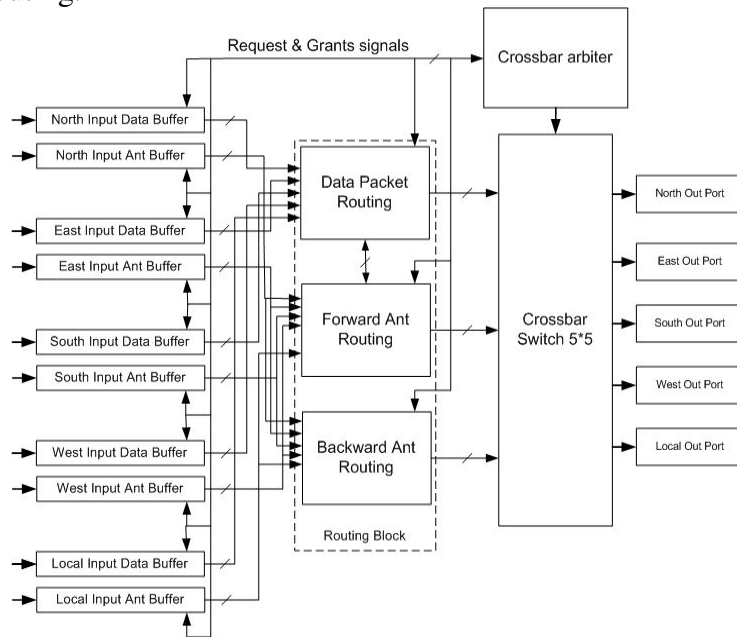 Request & Grants signals
Crossbar arbiter
North Input Data Buffer
North Input Ant Buffer
East Input Data Buffer
East Input Ant Buffer
South Input Data Buffer
South Input Ant Buffer
West Input Data Buffer
West Input Ant Buffer
Local Input Data Buffer
Local Input Ant Buffer
Data Packet
Routing
Forward Ant
Routing
Backward Ant
Routing
Routing Block
Crossbar
Switch 5*5
North Out Port
East Out Port
South Out Port
West Out Port
Local Out Port